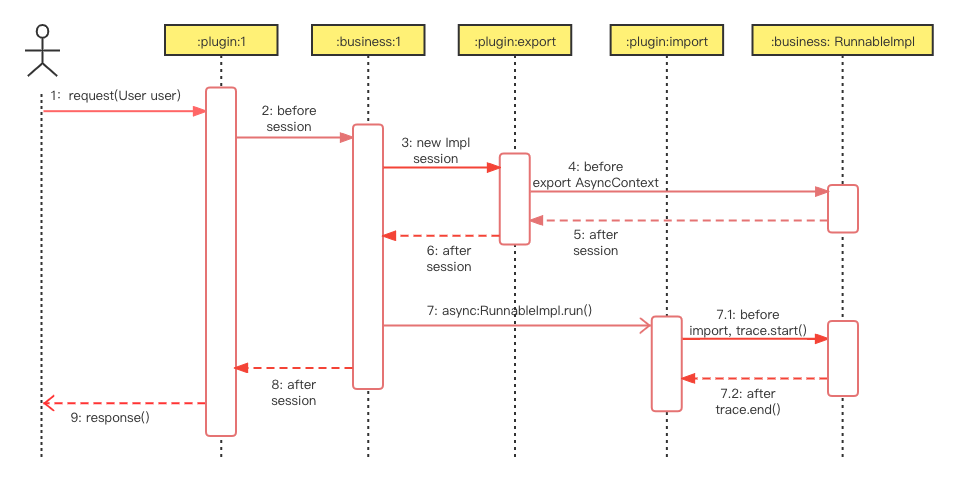 :plugin:1
:business:1
:plugin:export
:plugin:import
:business: RunnableImpl
1:  request(User user)
2: before
session
3: new Impl
session
4: before
export AsyncContext
5: after
session
6: after
session
7: async:RunnableImpl.run()
7.1: before
import, trace.start()
7.2: after
trace.end()
8: after
session
9: response()